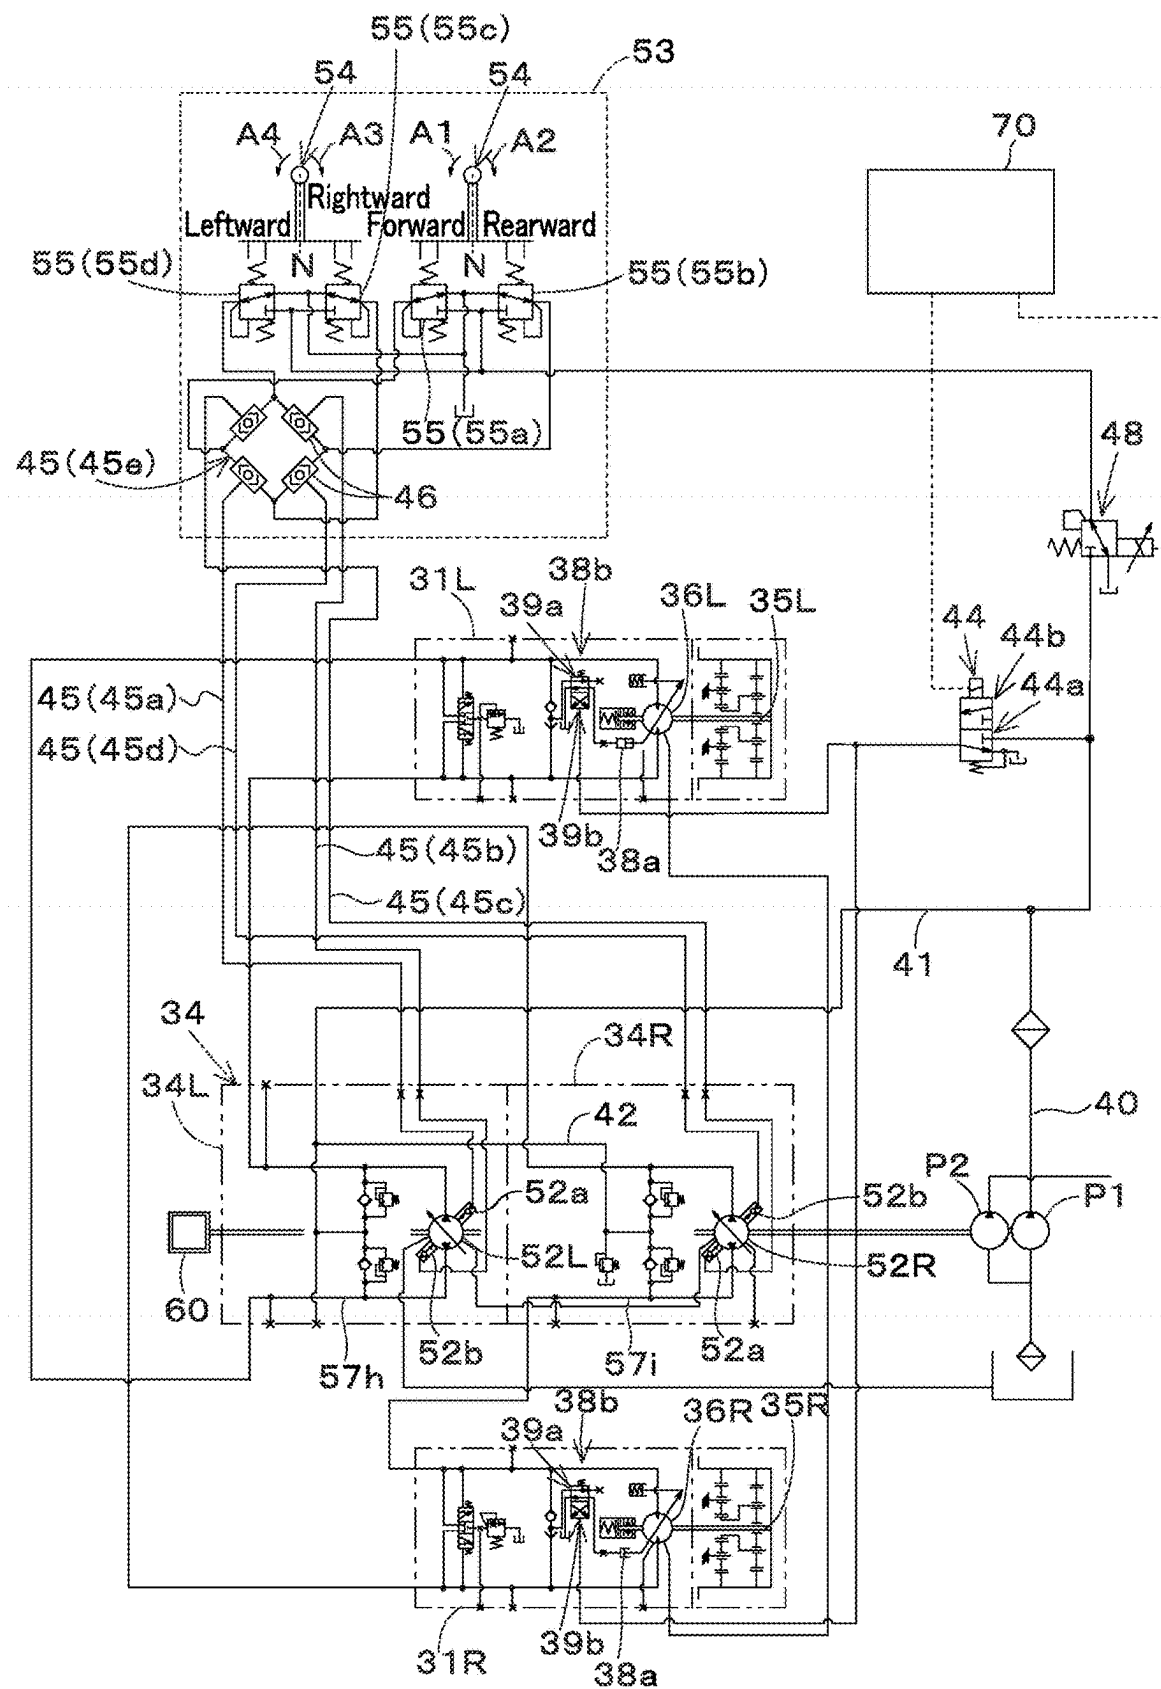 55(55c)
53
54
54
A4
A3
A1
A2
70
Rightward
Leftward
Forward
Rearward
N
N
55(55d)
55(55b)
55(55a)
48
45(45e)
46
38b
31L
39a
36L
35L
44
44b
44a
45(45a)
45(45d)
39b
38a
45(45b)
45(45c)
41
34
34R
34L
42
40
P2
P1
52a
52b
52L
52R
60
52b
52a
57h
57i
38b
36R
35R
39a
39b
31R
38a